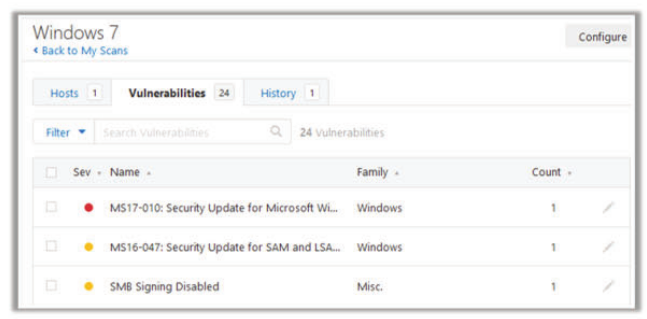 Windows 7
Back to My Scans
Configure
Hosts 1 Vulnerabilities 24 History 1
Filter Search Vulnerabilities 24 Vulnerabilities
Sev Name Family Count
MS17-010: Security Update for Microsoft Wi... Windows 1
MS16-047: Security Update for SAM and LSA... Windows 1
SMB Signing Disabled Misc. 1